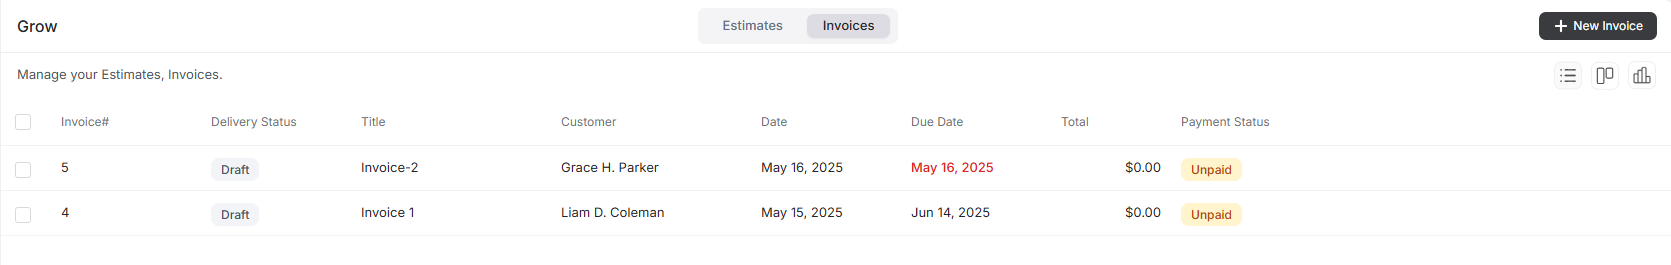 Grow
Estimates Invoices
New Invoice
Manage your Estimates, Invoices.
Invoice# Delivery Status Title Customer Date Due Date Total Payment Status
5 Draft Invoice-2 Grace H. Parker May 16, 2025 May 16, 2025 $0.00 Unpaid
4 Draft Invoice 1 Liam D. Coleman May 15, 2025 Jun 14, 2025 $0.00 Unpaid